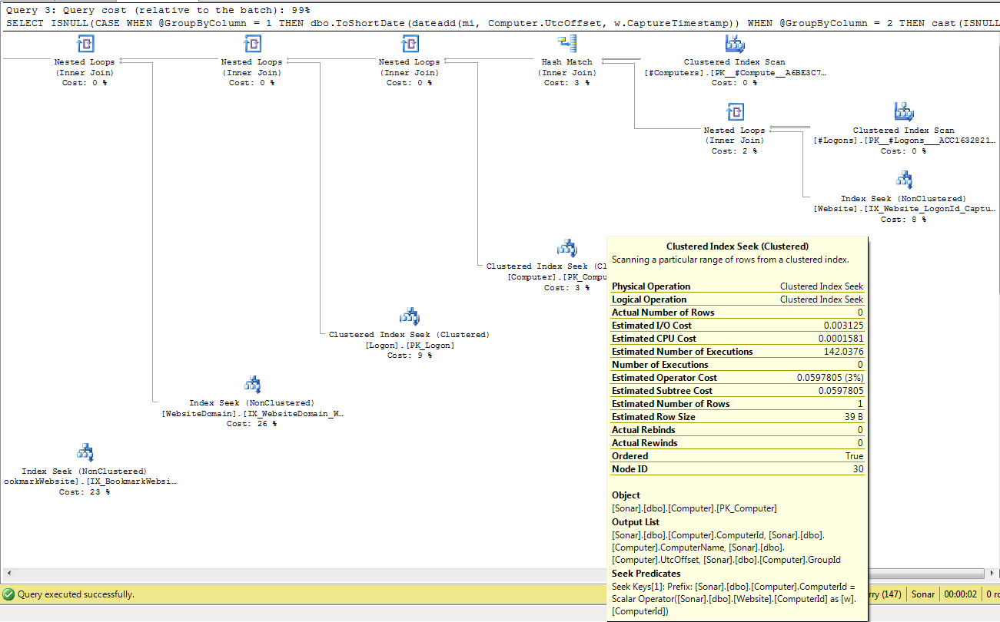 Query 3: Query cost (relative to the batch): 99%
SELECT ISNULL(CASE WHEN @GroupByColumn = 1 THEN dbo.ToShortDate(dateadd(mi, Computer.UtcOffset, w.CaptureTimestamp)) WHEN @GroupByColumn = 2 THEN cast(ISNULL
Nested Loops
(Inner Join)
Cost: 0 %
Nested Loops
(Inner Join)
Cost: 0 %
Nested Loops
(Inner Join)
Cost: 0 %
Hash Match
(Inner Join)
Cost: 3 %
Clustered Index Scan
[#Computers].[PK__#Compute__A6BE3C7…
Cost: 0 %
Nested Loops
(Inner Join)
Cost: 2 %
Clustered Index Scan
[#Logons].[PK__#Logons___ACC1632821…
Cost: 0 %
Index Seek (NonClustered)
[Website].[IX_Website_LogonId_Captu…
Cost: 8 %
Clustered Index Seek (Cl
[Computer].[PK_Compu
Cost: 3 %
Clustered Index Seek (Clustered)
[Logon].[PK_Logon]
Cost: 9 %
Index Seek (NonClustered)
[WebsiteDomain].[IX_WebsiteDomain_W…
Cost: 26 %
Index Seek (NonClustered)
ookmarkWebsite].[IX_BookmarkWebsi…
Cost: 23 %
Clustered Index Seek (Clustered)
Scanning a particular range of rows from a clustered index.
Physical Operation Clustered Index Seek
Logical Operation Clustered Index Seek
Actual Number of Rows 0
Estimated I/O Cost 0.003125
Estimated CPU Cost 0.0001581
Estimated Number of Executions 142.0376
Number of Executions 0
Estimated Operator Cost 0.0597805 (3%)
Estimated Subtree Cost 0.0597805
Estimated Number of Rows 1
Estimated Row Size 39 B
Actual Rebinds 0
Actual Rewinds 0
Ordered True
Node ID 30
Object
[Sonar].[dbo].[Computer].[PK_Computer]
Output List
[Sonar].[dbo].[Computer].ComputerId, [Sonar].[dbo].
[Computer].ComputerName, [Sonar].[dbo].
[Computer].UtcOffset, [Sonar].[dbo].[Computer].GroupId
Seek Predicates
Seek Keys[1]: Prefix: [Sonar].[dbo].[Computer].ComputerId =
Scalar Operator([Sonar].[dbo].[Website].[ComputerId] as [w].
[ComputerId])
Query executed successfully.
rry (147) Sonar 00:00:02 0 ro